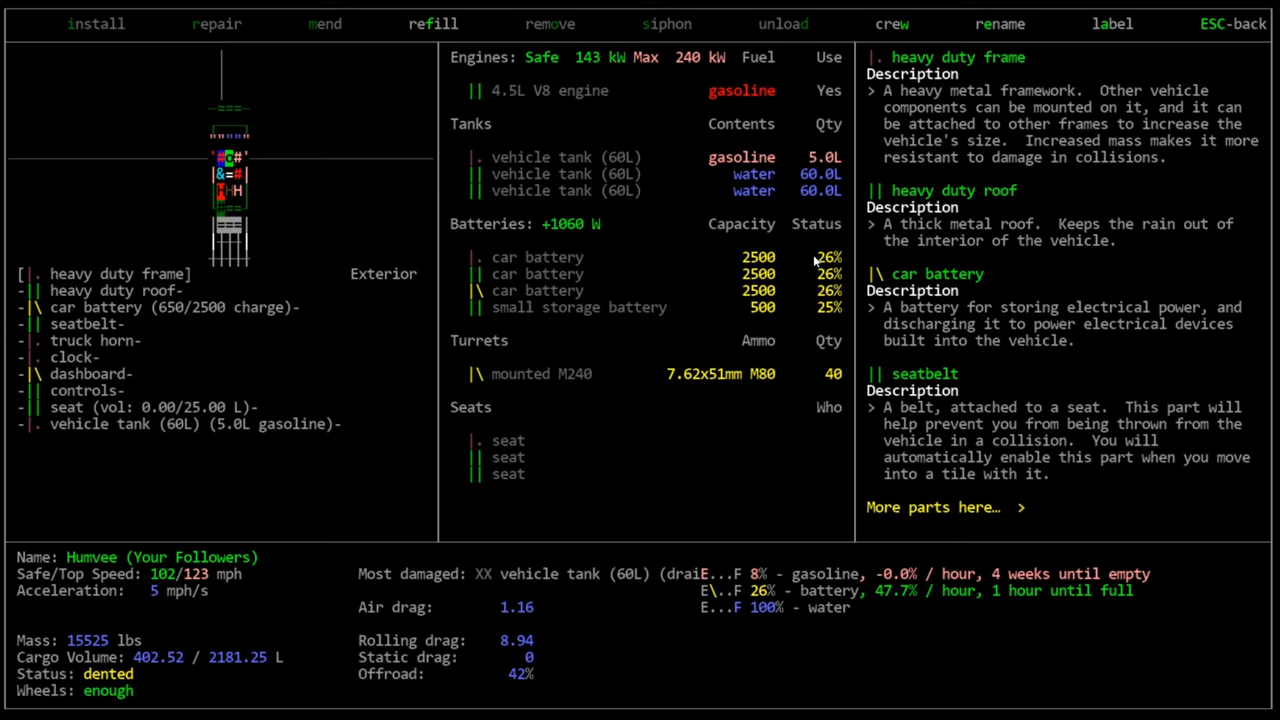 install repair mend refill remove siphon unload crew rename label ESC-back
Engines: Safe 143 kW Max 240 kW Fuel Use
|| 4.5L V8 engine gasoline Yes
Tanks Contents Qty
|. vehicle tank (60L) gasoline 5.0L
|| vehicle tank (60L) water 60.0L
|| vehicle tank (60L) water 60.0L
Batteries: +1060 W Capacity Status
|. car battery 2500 26%
|| car battery 2500 26%
|\ car battery 2500 26%
|| small storage battery 500 25%
Turrets Ammo Qty
|\ mounted M240 7.62x51mm M80 40
Seats Who
|. seat
|| seat
|| seat
[|. heavy duty frame] Exterior
-|| heavy duty roof-
-|\ car battery (650/2500 charge)-
-|| seatbelt-
-|. truck horn-
-|. clock-
-|\ dashboard-
-|| controls-
-|| seat (vol: 0.00/25.00 L)-
-|. vehicle tank (60L) (5.0L gasoline)-
|. heavy duty frame
Description
> A heavy metal framework. Other vehicle
components can be mounted on it, and it can
be attached to other frames to increase the
vehicle's size. Increased mass makes it more
resistant to damage in collisions.
|| heavy duty roof
Description
> A thick metal roof. Keeps the rain out of
the interior of the vehicle.
|\ car battery
Description
> A battery for storing electrical power, and
discharging it to power electrical devices
built into the vehicle.
|| seatbelt
Description
> A belt, attached to a seat. This part will
help prevent you from being thrown from the
vehicle in a collision. You will
automatically enable this part when you move
into a tile with it.
More parts here… >
Name: Humvee (Your Followers)
Safe/Top Speed: 102/123 mph
Acceleration: 5 mph/s
Mass: 15525 lbs
Cargo Volume: 402.52 / 2181.25 L
Status: dented
Wheels: enough
Most damaged: XX vehicle tank (60L) (drai
Air drag: 1.16
Rolling drag: 8.94
Static drag: 0
Offroad: 42%
E...F 8% - gasoline, -0.0% / hour, 4 weeks until empty
E\..F 26% - battery, 47.7% / hour, 1 hour until full
E...F 100% - water